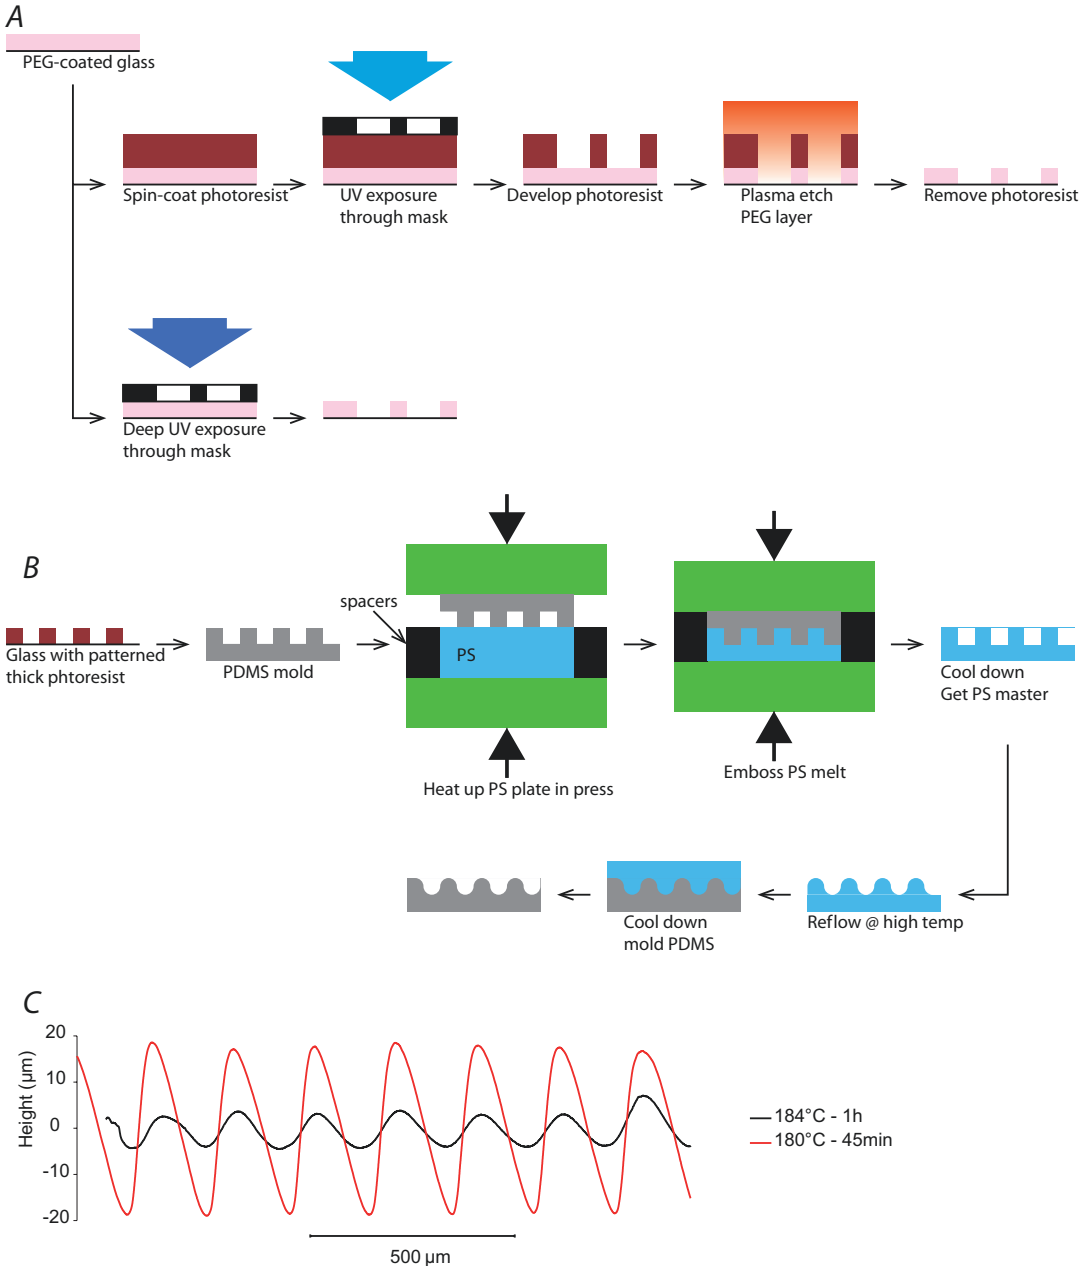 A
PEG-coated glass
Spin-coat photoresist
UV exposure
through mask
Develop photoresist
Plasma etch
PEG layer
Remove photoresist
Deep UV exposure
through mask
B
spacers
Glass with patterned
thick phtoresist
PDMS mold
PS
Heat up PS plate in press
Emboss PS melt
Cool down
Get PS master
Cool down
mold PDMS
Reflow @ high temp
C
Height (µm)
20
10
0
-10
-20
184°C - 1h
180°C - 45min
500 µm